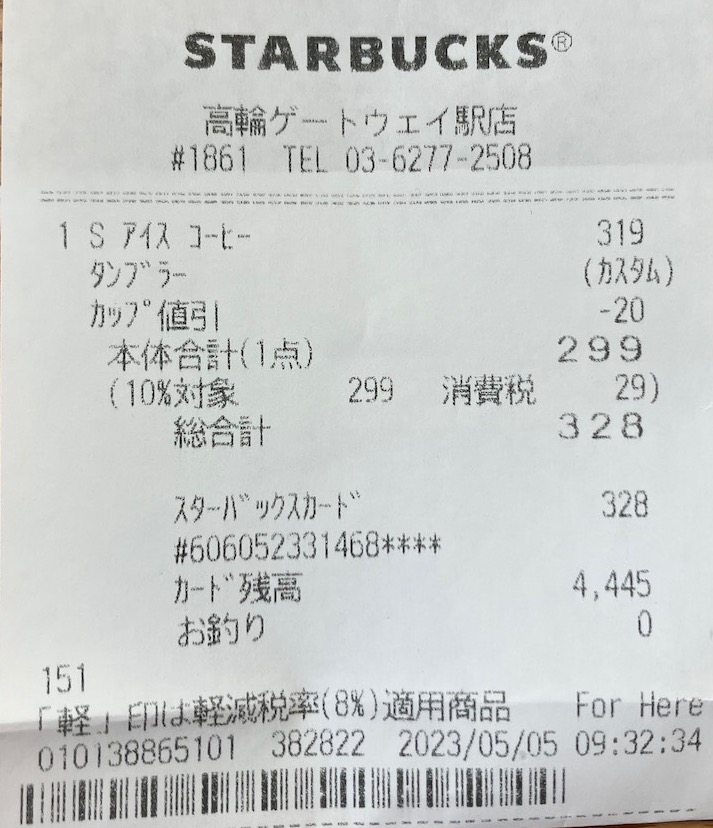 STARBUCKS®
高輪ゲートウェイ駅店
#1861 TEL 03-6277-2508
1 S アイス コーヒー 319
タンブラー (カスタム)
カップ値引 -20
本体合計(1点) 299
(10%対象 299 消費税 29)
総合計 328
スターバックスカード 328
#606052331468****
カード残高 4,445
お釣り 0
151
「軽」印は軽減税率(8%)適用商品 For Here
010138865101 382822 2023/05/05 09:32:34